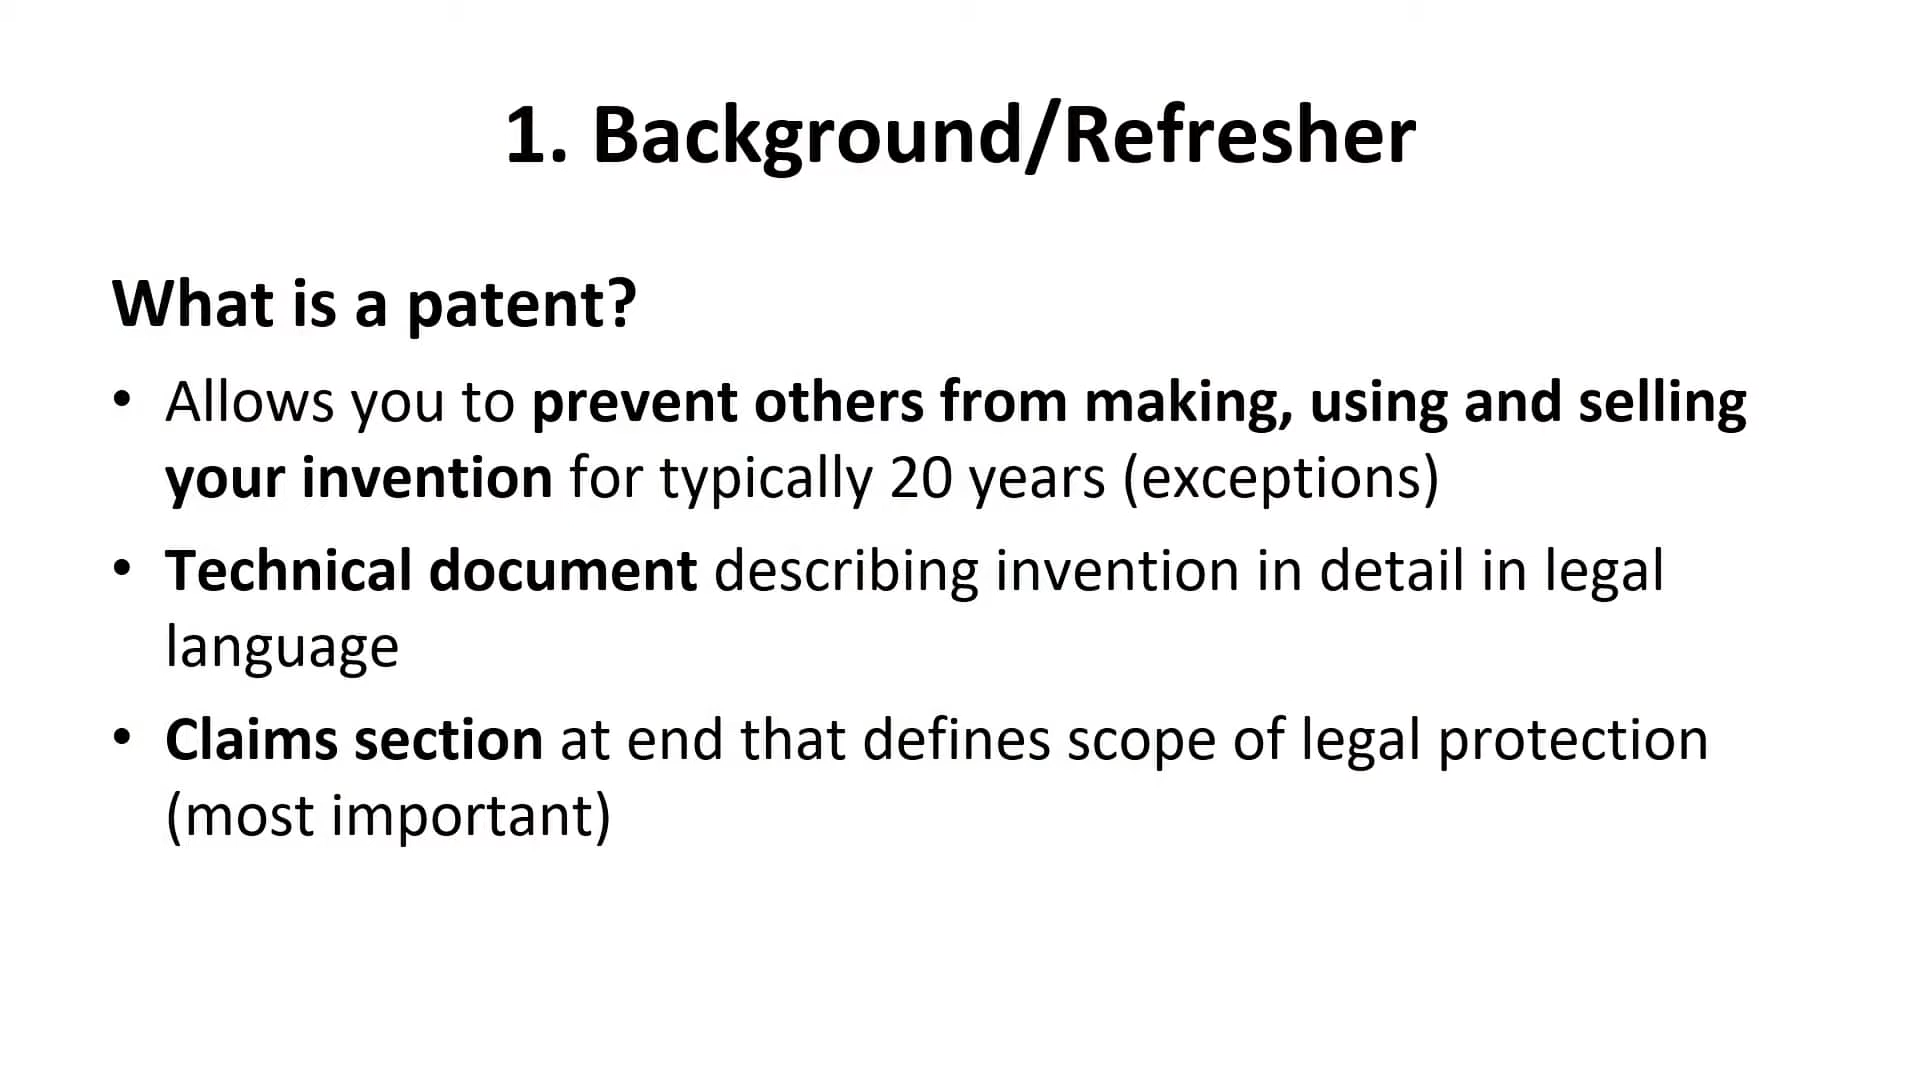 1. Background/Refresher
What is a patent?
• Allows you to prevent others from making, using and selling
your invention for typically 20 years (exceptions)
• Technical document describing invention in detail in legal
language
• Claims section at end that defines scope of legal protection
(most important)